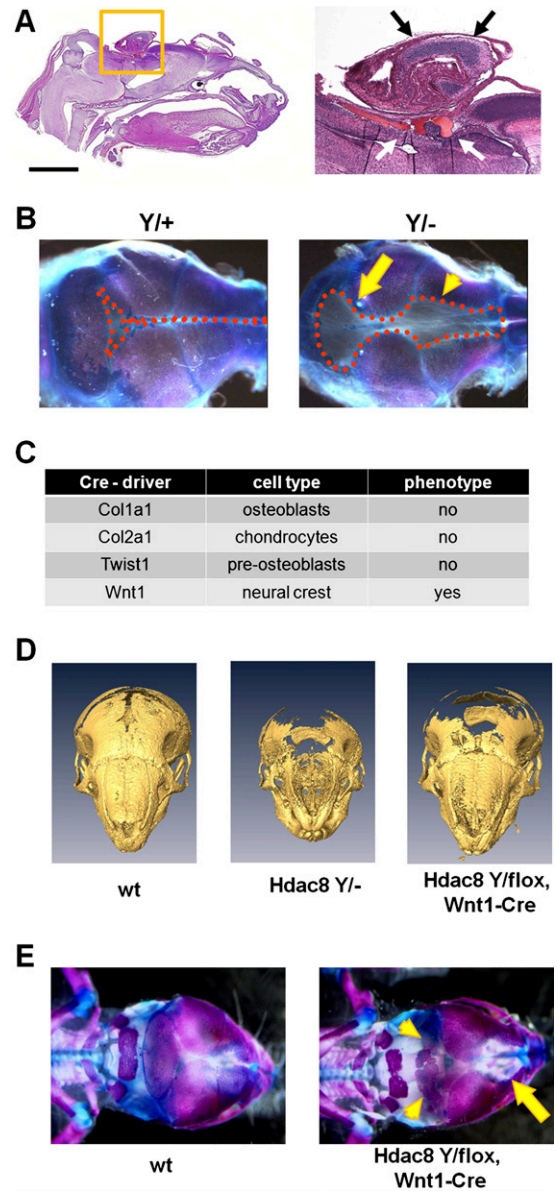 A
B
Y/+ Y/-
C
Cre - driver cell type phenotype
Col1a1 osteoblasts no
Col2a1 chondrocytes no
Twist1 pre-osteoblasts no
Wnt1 neural crest yes
D
wt Hdac8 Y/- Hdac8 Y/flox,
Wnt1-Cre
E
wt Hdac8 Y/flox,
Wnt1-Cre